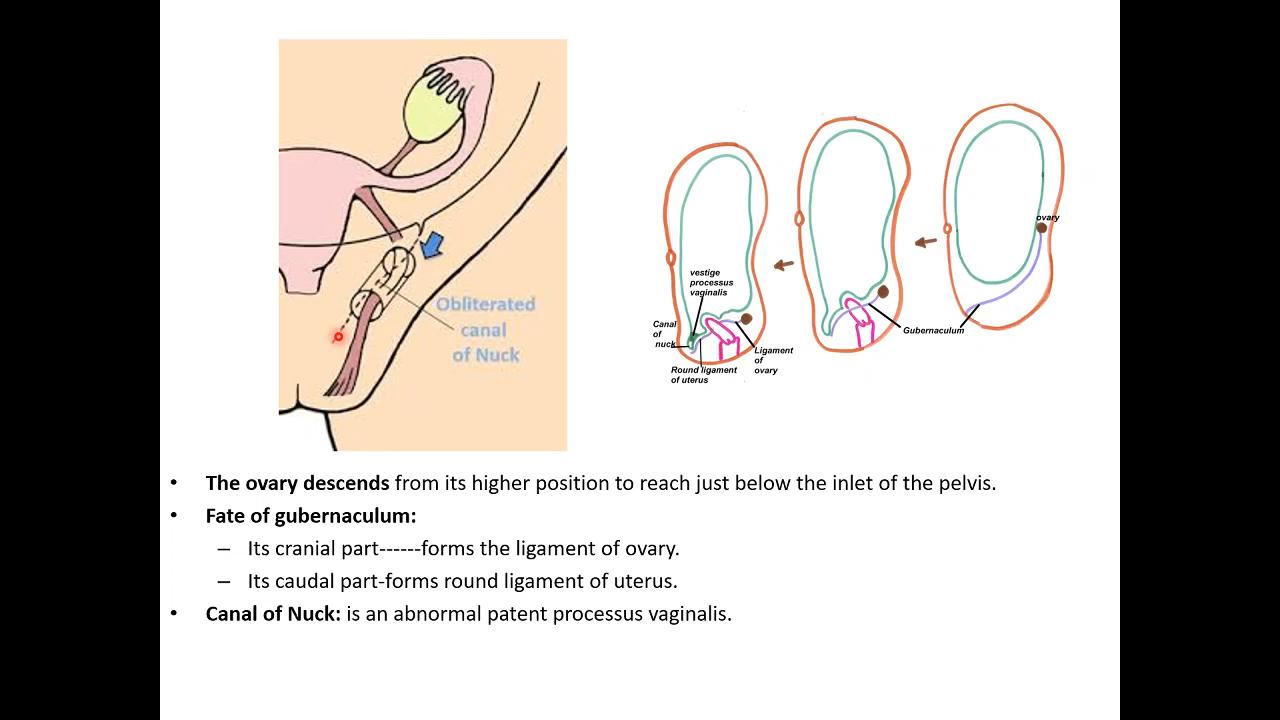 Obliterated
canal
of Nuck
ovary
vestige
processus
vaginalis
Canal
of
nuck
Gubernaculum
Ligament
of
ovary
Round ligament
of uterus
• The ovary descends from its higher position to reach just below the inlet of the pelvis.
• Fate of gubernaculum:
– Its cranial part------forms the ligament of ovary.
– Its caudal part-forms round ligament of uterus.
• Canal of Nuck: is an abnormal patent processus vaginalis.